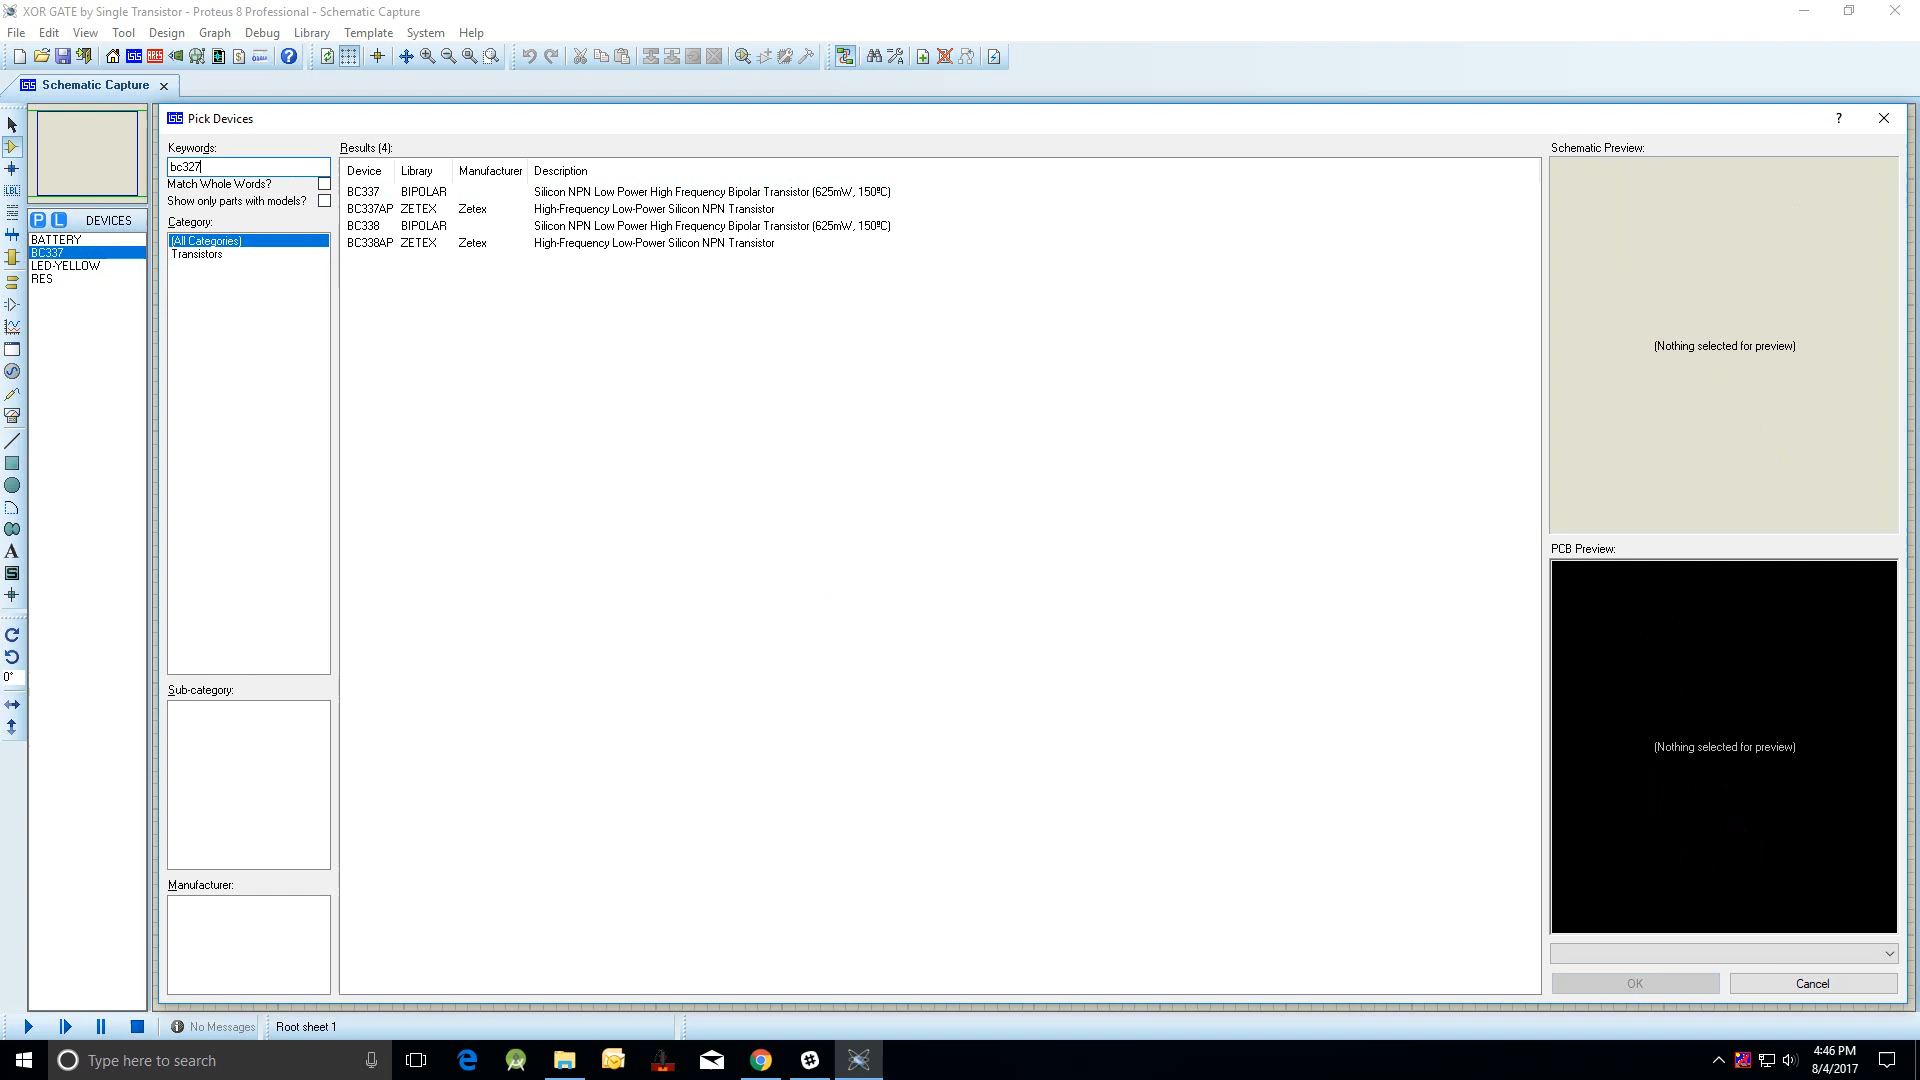 XOR GATE by Single Transistor - Proteus 8 Professional - Schematic Capture
File Edit View Tool Design Graph Debug Library Template System Help
Schematic Capture
Pick Devices
Keywords:
bc327
Match Whole Words?
Show only parts with models?
Category:
(All Categories)
Transistors
Sub-category:
Manufacturer:
P L DEVICES
BATTERY
BC337
LED-YELLOW
RES
LBL
A
S
0°
Results (4):
Device Library Manufacturer Description
BC337 BIPOLAR Silicon NPN Low Power High Frequency Bipolar Transistor (625mW, 150ºC)
BC337AP ZETEX Zetex High-Frequency Low-Power Silicon NPN Transistor
BC338 BIPOLAR Silicon NPN Low Power High Frequency Bipolar Transistor (625mW, 150ºC)
BC338AP ZETEX Zetex High-Frequency Low-Power Silicon NPN Transistor
Schematic Preview:
(Nothing selected for preview)
PCB Preview:
(Nothing selected for preview)
OK Cancel
No Messages Root sheet 1
Type here to search
4:46 PM
8/4/2017